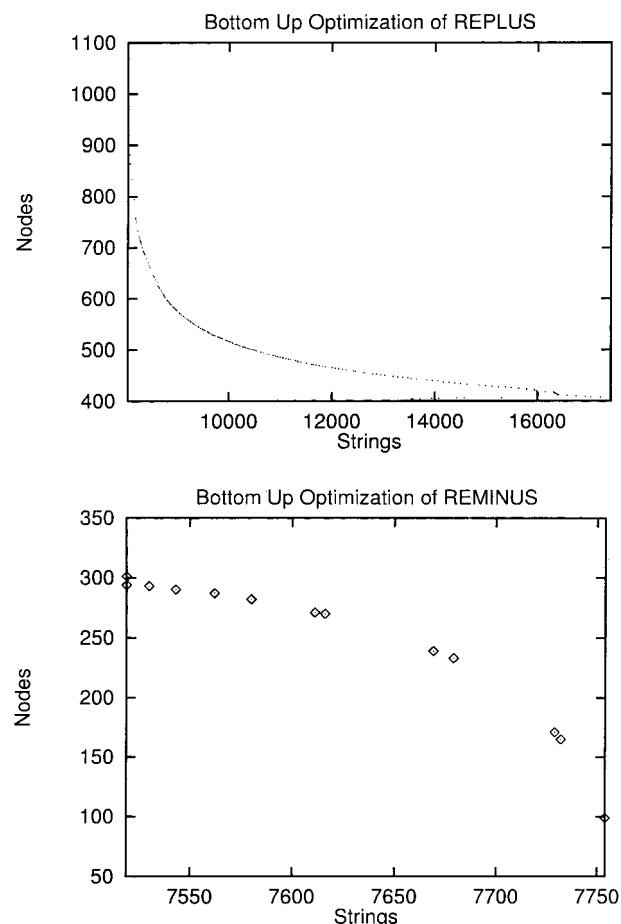 Bottom Up Optimization of REPLUS
1100
1000
900
800
700
600
500
400
Nodes
10000 12000 14000 16000
Strings
Bottom Up Optimization of REMINUS
350
300
250
200
150
100
50
Nodes
7550 7600 7650 7700 7750
Strings